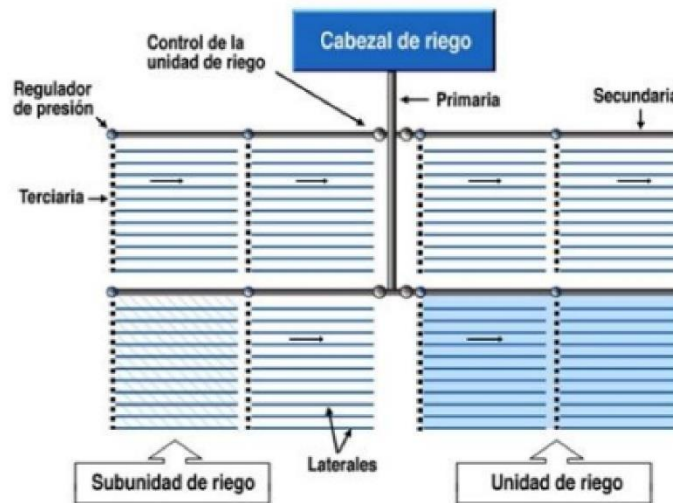 Cabezal de riego
Control de la
unidad de riego
Regulador
de presión
Primaria
Secundaria
Terciaria
Laterales
Subunidad de riego
Unidad de riego